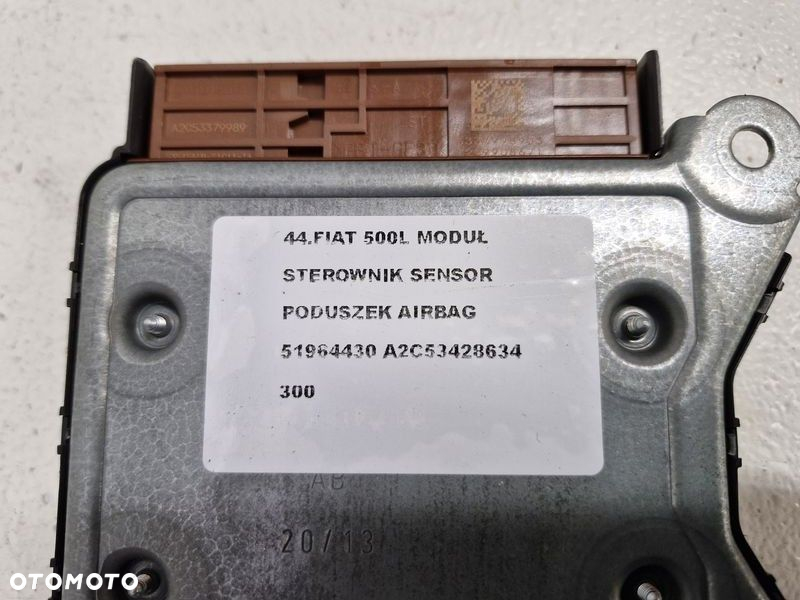 A2C53379989
44.FIAT 500L MODUŁ
STEROWNIK SENSOR
PODUSZEK AIRBAG
51964430 A2C53428634
300
AB
20/13
OTOMOTO